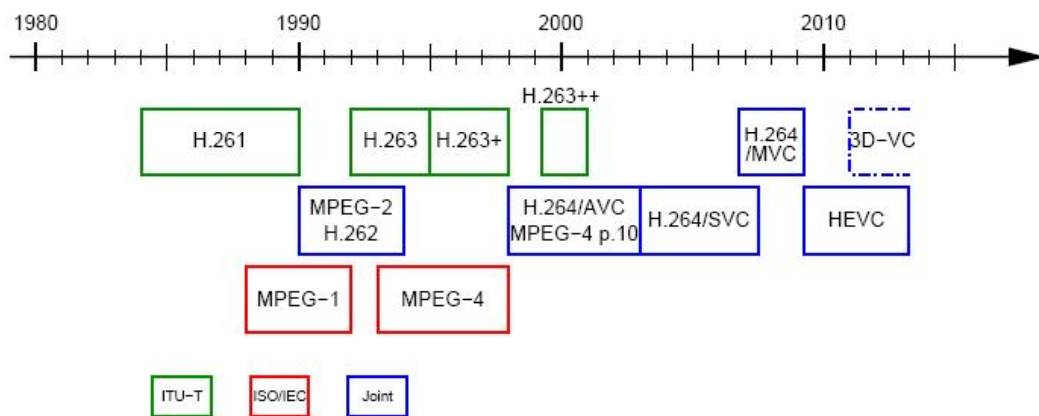 1980 1990 2000 2010
H.263++
H.261
H.263
H.263+
H.264
/MVC
3D−VC
MPEG−2
H.262
H.264/AVC
MPEG−4 p.10
H.264/SVC
HEVC
MPEG−1
MPEG−4
ITU−T
ISO/IEC
Joint